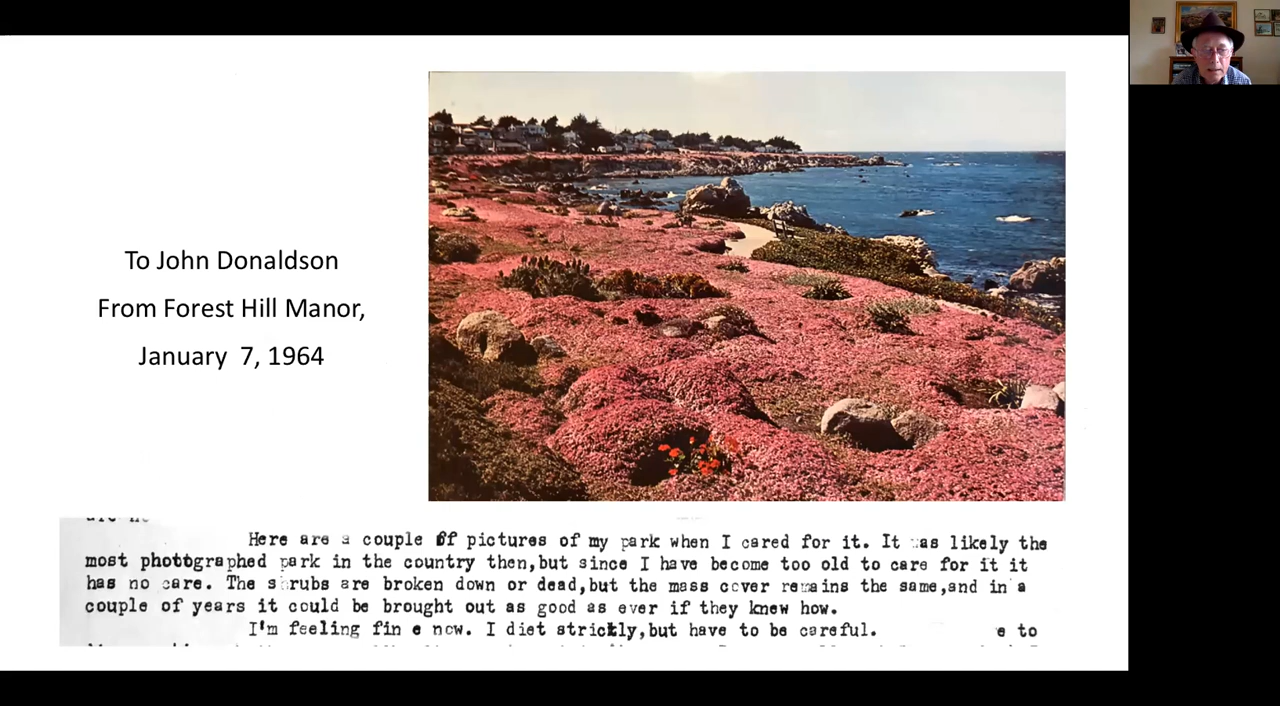 To John Donaldson
From Forest Hill Manor,
January 7, 1964
Here are a couple of pictures of my park when I cared for it. It was likely the
most photographed park in the country then,but since I have become too old to care for it it
has no care. The shrubs are broken down or dead,but the mass cover remains the same,and in a
couple of years it could be brought out as good as ever if they knew how.
I'm feeling fin e now. I diet strictly,but have to be careful. e to